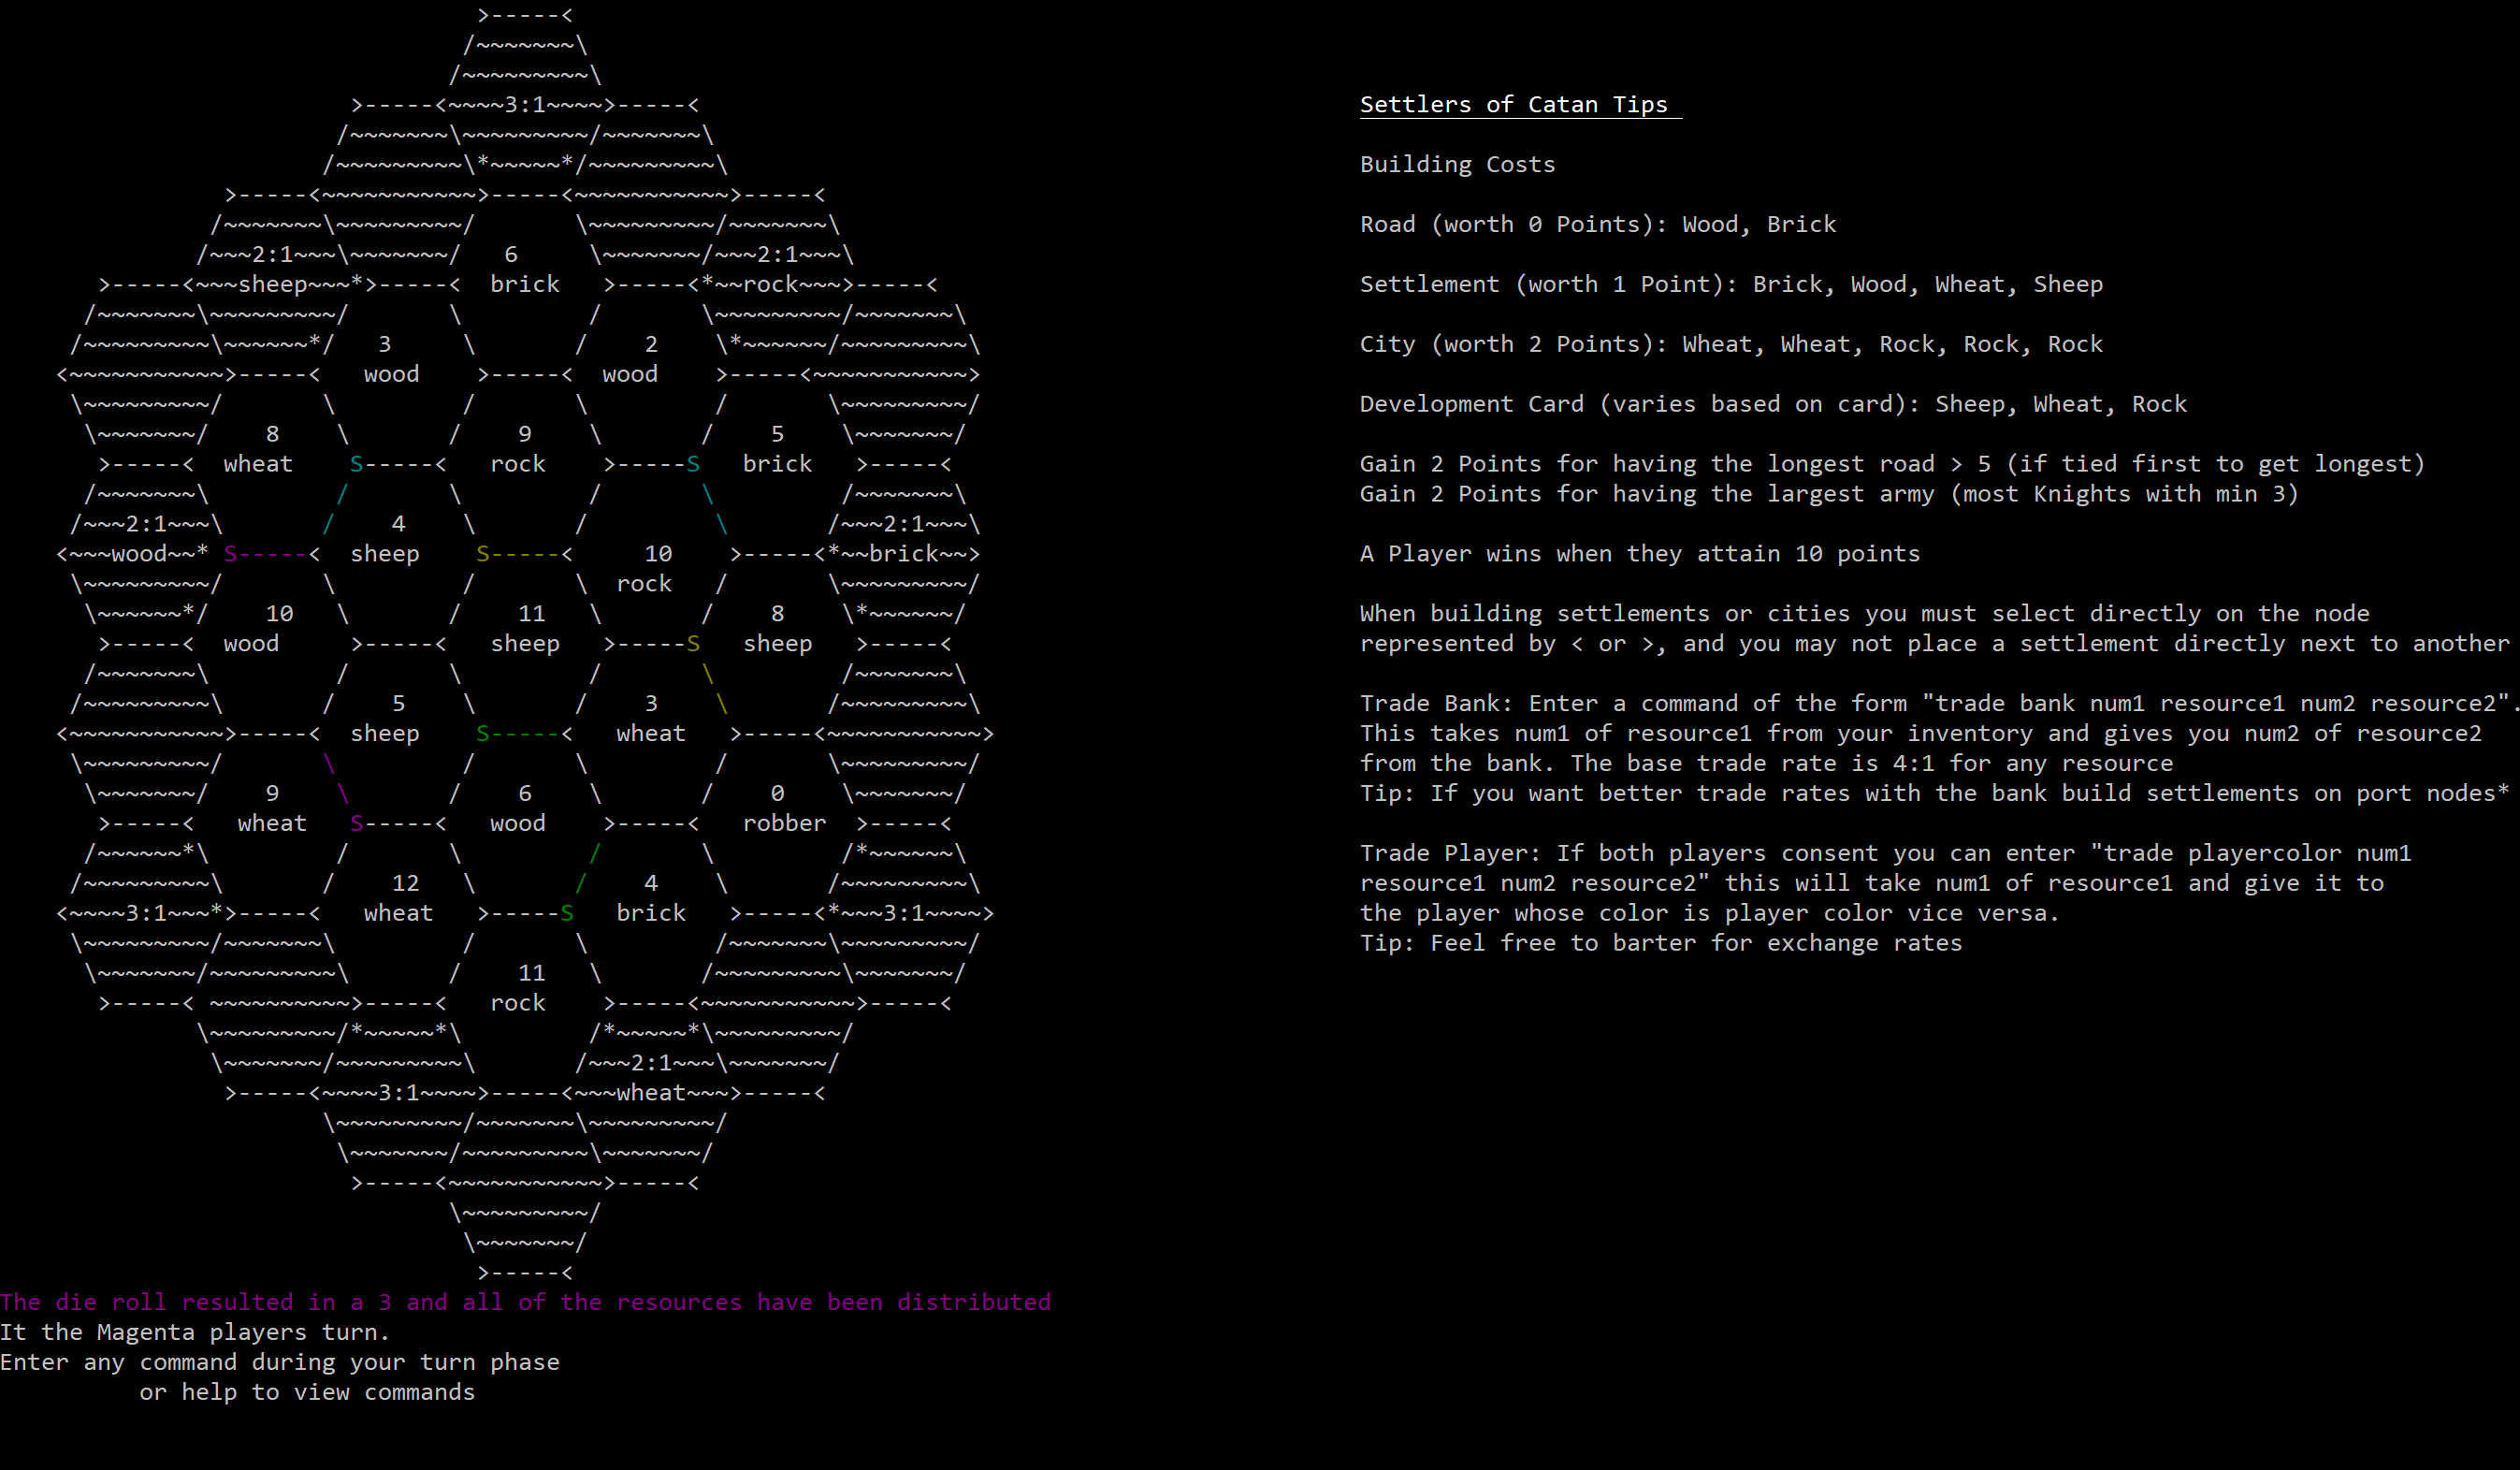 >-----<
/~~~~~~~\
/~~~~~~~~~\
>-----<~~~~3:1~~~~>-----<
/~~~~~~~\~~~~~~~~~/~~~~~~~\
/~~~~~~~~~\*~~~~~*/~~~~~~~~~\
>-----<~~~~~~~~~~~>-----<~~~~~~~~~~~>-----<
/~~~~~~~\~~~~~~~~~/       \~~~~~~~~~/~~~~~~~\
/~~~2:1~~~\~~~~~~~/   6     \~~~~~~~/~~~2:1~~~\
>-----<~~~sheep~~~*>-----<  brick   >-----<*~~rock~~~>-----<
/~~~~~~~\~~~~~~~~~/       \         /       \~~~~~~~~~/~~~~~~~\
/~~~~~~~~~\~~~~~~*/   3     \       /    2    \*~~~~~~/~~~~~~~~~\
<~~~~~~~~~~~>-----<   wood    >-----<  wood    >-----<~~~~~~~~~~~>
\~~~~~~~~~/       \         /       \         /       \~~~~~~~~~/
\~~~~~~~/    8    \       /    9    \       /    5    \~~~~~~~/
>-----<  wheat    S-----<   rock    >-----S   brick   >-----<
/~~~~~~~\         /       \         /       \         /~~~~~~~\
/~~~2:1~~~\       /    4    \       /         \       /~~~2:1~~~\
<~~~wood~~* S-----<  sheep    S-----<     10    >-----<*~~brick~~>
\~~~~~~~~~/       \         /       \  rock   /       \~~~~~~~~~/
\~~~~~~*/    10   \       /    11   \       /    8    \*~~~~~~/
>-----<  wood     >-----<   sheep   >-----S   sheep   >-----<
/~~~~~~~\         /       \         /       \         /~~~~~~~\
/~~~~~~~~~\       /    5    \       /    3    \       /~~~~~~~~~\
<~~~~~~~~~~~>-----<  sheep    S-----<   wheat   >-----<~~~~~~~~~~~>
\~~~~~~~~~/       \         /       \         /       \~~~~~~~~~/
\~~~~~~~/    9    \       /    6    \       /    0    \~~~~~~~/
>-----<   wheat   S-----<   wood    >-----<   robber  >-----<
/~~~~~~*\         /       \         /       \         /*~~~~~~\
/~~~~~~~~~\       /    12   \       /    4    \       /~~~~~~~~~\
<~~~~3:1~~~*>-----<   wheat   >-----S   brick   >-----<*~~~3:1~~~~>
\~~~~~~~~~/~~~~~~~\         /       \         /~~~~~~~\~~~~~~~~~/
\~~~~~~~/~~~~~~~~~\       /    11   \       /~~~~~~~~~\~~~~~~~/
>-----< ~~~~~~~~~~>-----<   rock    >-----<~~~~~~~~~~~>-----<
\~~~~~~~~~/*~~~~~*\         /*~~~~~*\~~~~~~~~~/
\~~~~~~~/~~~~~~~~~\       /~~~2:1~~~\~~~~~~~/
>-----<~~~~3:1~~~~>-----<~~~wheat~~~>-----<
\~~~~~~~~~/~~~~~~~\~~~~~~~~~/
\~~~~~~~/~~~~~~~~~\~~~~~~~/
>-----<~~~~~~~~~~~>-----<
\~~~~~~~~~/
\~~~~~~~/
>-----<
The die roll resulted in a 3 and all of the resources have been distributed
It the Magenta players turn.
Enter any command during your turn phase
or help to view commands
Settlers of Catan Tips
Building Costs
Road (worth 0 Points): Wood, Brick
Settlement (worth 1 Point): Brick, Wood, Wheat, Sheep
City (worth 2 Points): Wheat, Wheat, Rock, Rock, Rock
Development Card (varies based on card): Sheep, Wheat, Rock
Gain 2 Points for having the longest road > 5 (if tied first to get longest)
Gain 2 Points for having the largest army (most Knights with min 3)
A Player wins when they attain 10 points
When building settlements or cities you must select directly on the node
represented by < or >, and you may not place a settlement directly next to another
Trade Bank: Enter a command of the form "trade bank num1 resource1 num2 resource2".
This takes num1 of resource1 from your inventory and gives you num2 of resource2
from the bank. The base trade rate is 4:1 for any resource
Tip: If you want better trade rates with the bank build settlements on port nodes*
Trade Player: If both players consent you can enter "trade playercolor num1
resource1 num2 resource2" this will take num1 of resource1 and give it to
the player whose color is player color vice versa.
Tip: Feel free to barter for exchange rates